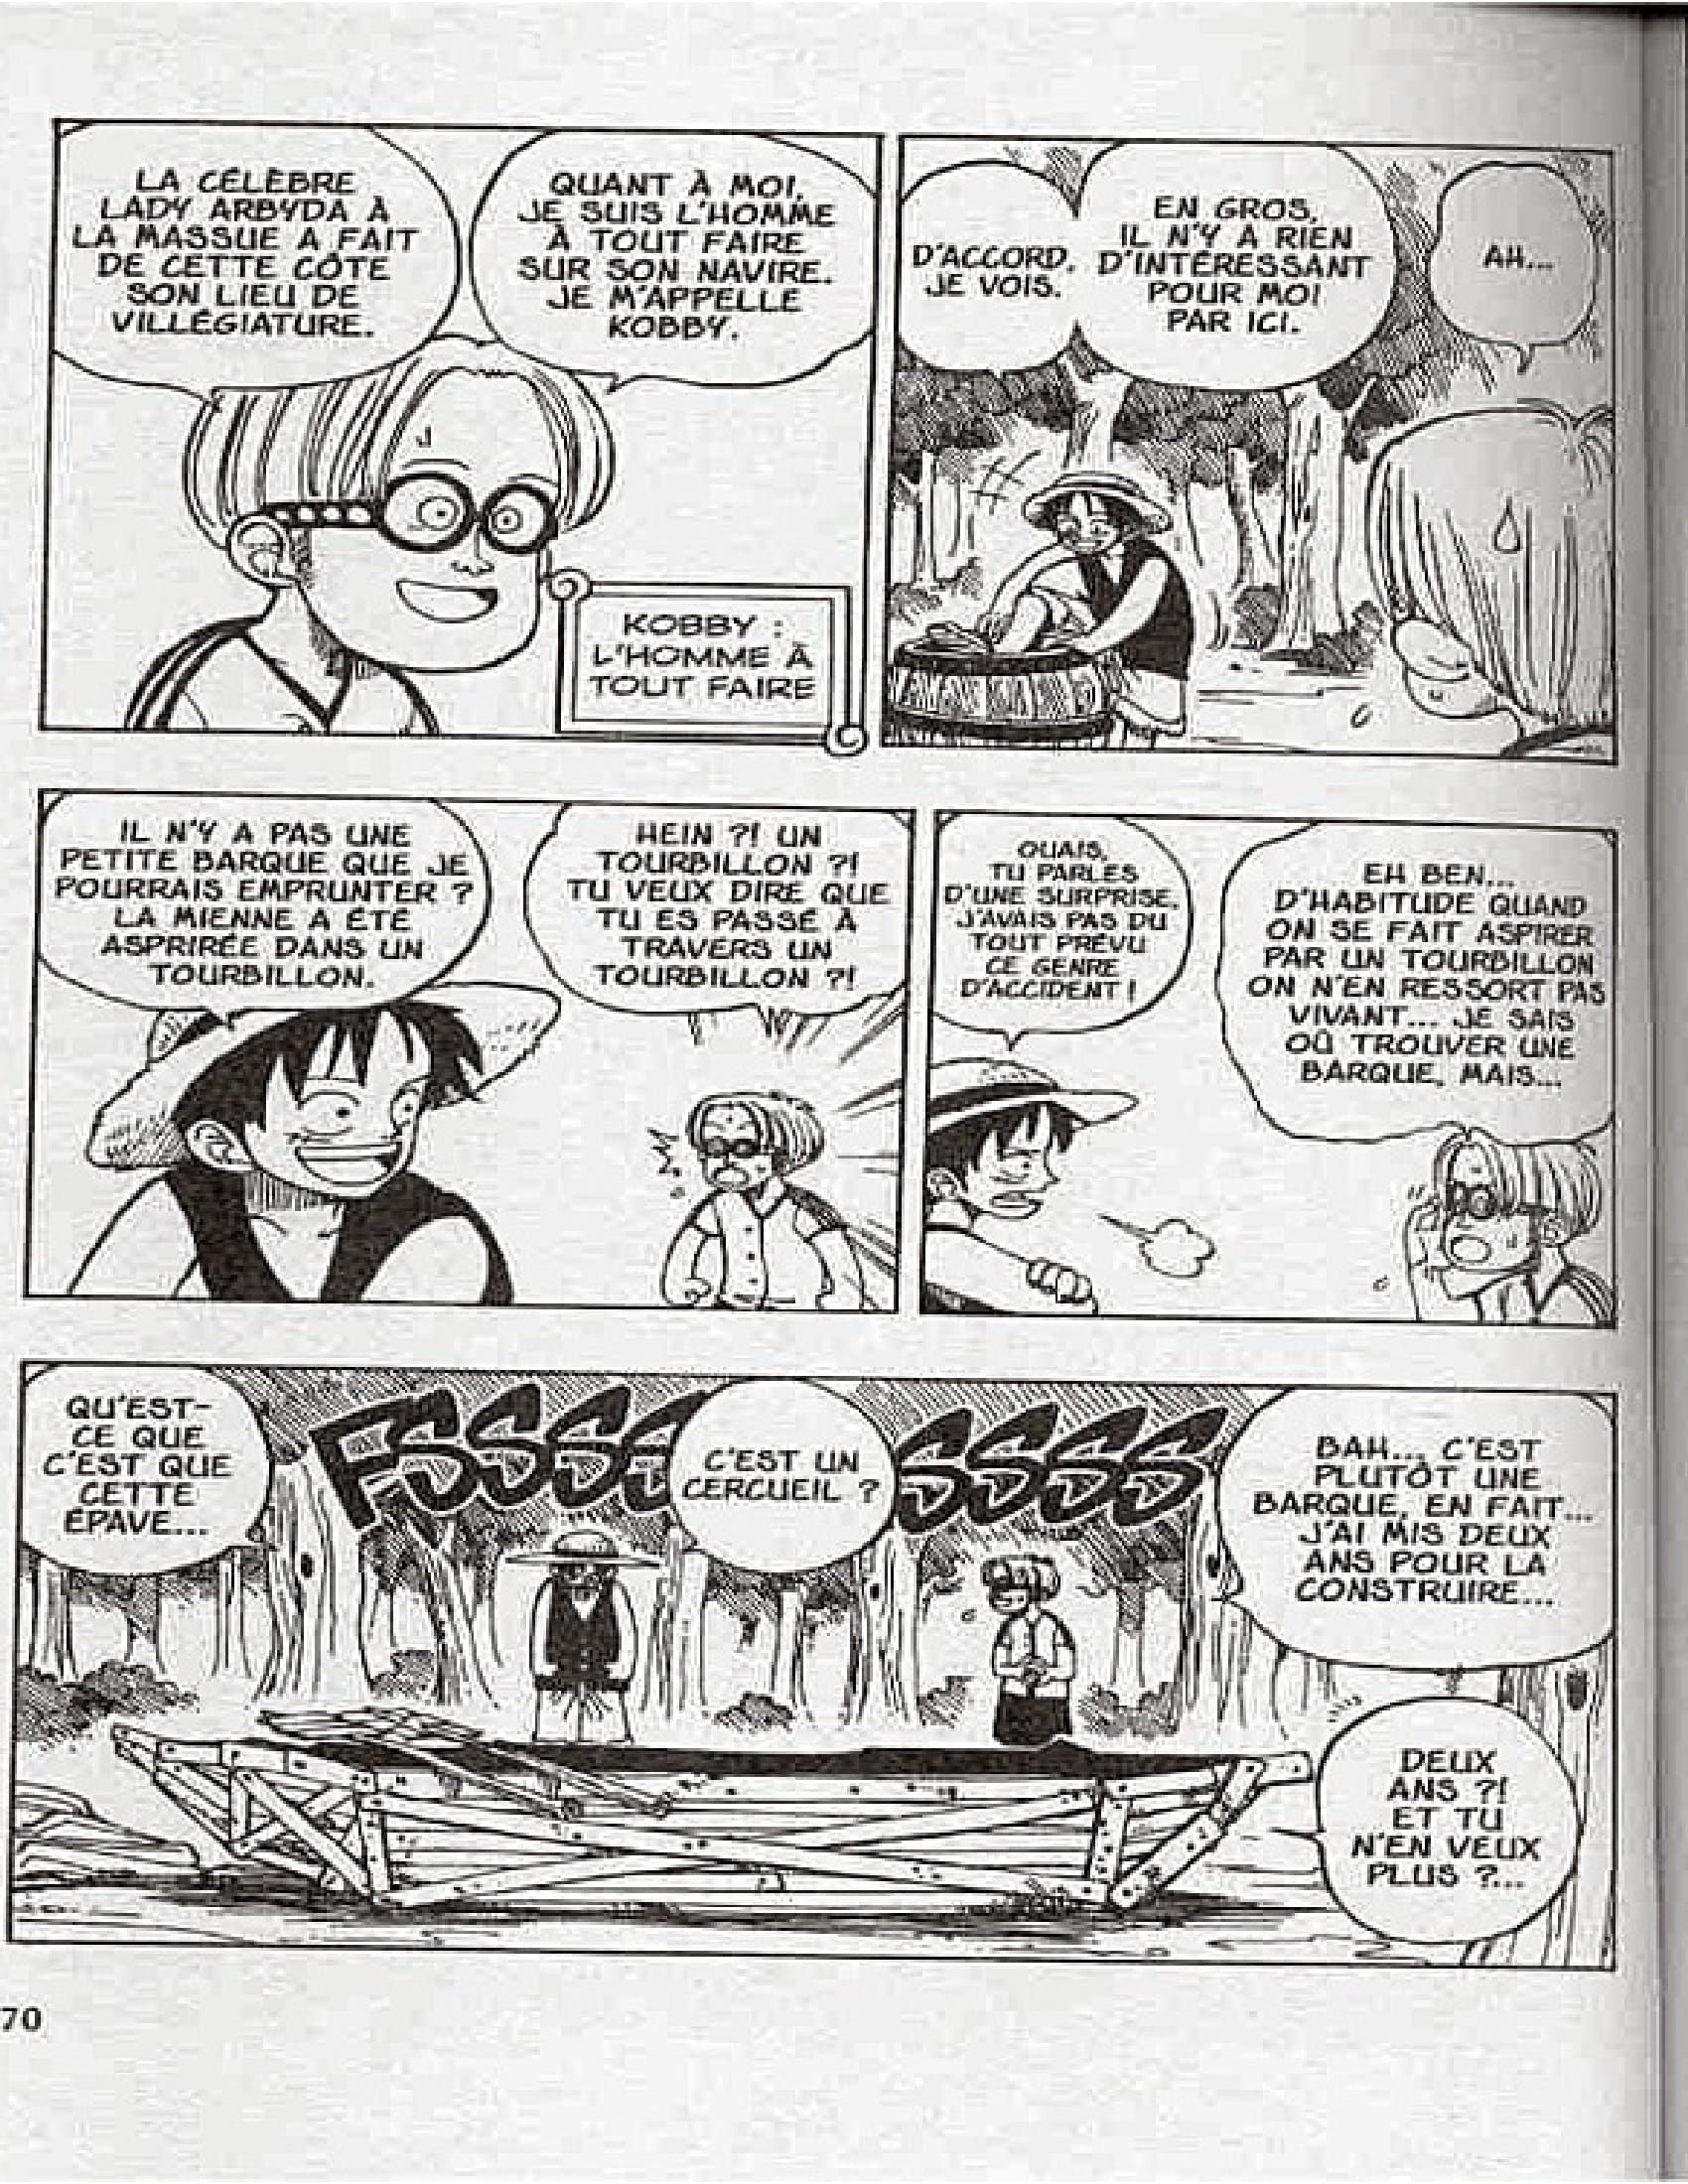 LA CÉLÈBRE
LADY ARBYDA À
LA MASSUE A FAIT
DE CETTE CÔTE
SON LIEU DE
VILLÉGIATURE.
QUANT À MOI,
JE SUIS L'HOMME
À TOUT FAIRE
SUR SON NAVIRE.
JE M'APPELLE
KOBBY.
KOBBY :
L'HOMME À
TOUT FAIRE
D'ACCORD.
JE VOIS.
EN GROS,
IL N'Y A RIEN
D'INTÉRESSANT
POUR MOI
PAR ICI.
AH...
IL N'Y A PAS UNE
PETITE BARQUE QUE JE
POURRAIS EMPRUNTER ?
LA MIENNE A ÉTÉ
ASPRIRÉE DANS UN
TOURBILLON.
HEIN ?! UN
TOURBILLON ?!
TU VEUX DIRE QUE
TU ES PASSÉ À
TRAVERS UN
TOURBILLON ?!
OUAIS,
TU PARLES
D'UNE SURPRISE.
J'AVAIS PAS DU
TOUT PRÉVU
CE GENRE
D'ACCIDENT !
EH BEN...
D'HABITUDE QUAND
ON SE FAIT ASPIRER
PAR UN TOURBILLON
ON N'EN RESSORT PAS
VIVANT... JE SAIS
OÙ TROUVER UNE
BARQUE, MAIS...
QU'EST-
CE QUE
C'EST QUE
CETTE
ÉPAVE...
FSSSS
C'EST UN
CERCUEIL ?
SSSS
BAH... C'EST
PLUTÔT UNE
BARQUE, EN FAIT...
J'AI MIS DEUX
ANS POUR LA
CONSTRUIRE...
DEUX
ANS ?!
ET TU
N'EN VEUX
PLUS ?...
70